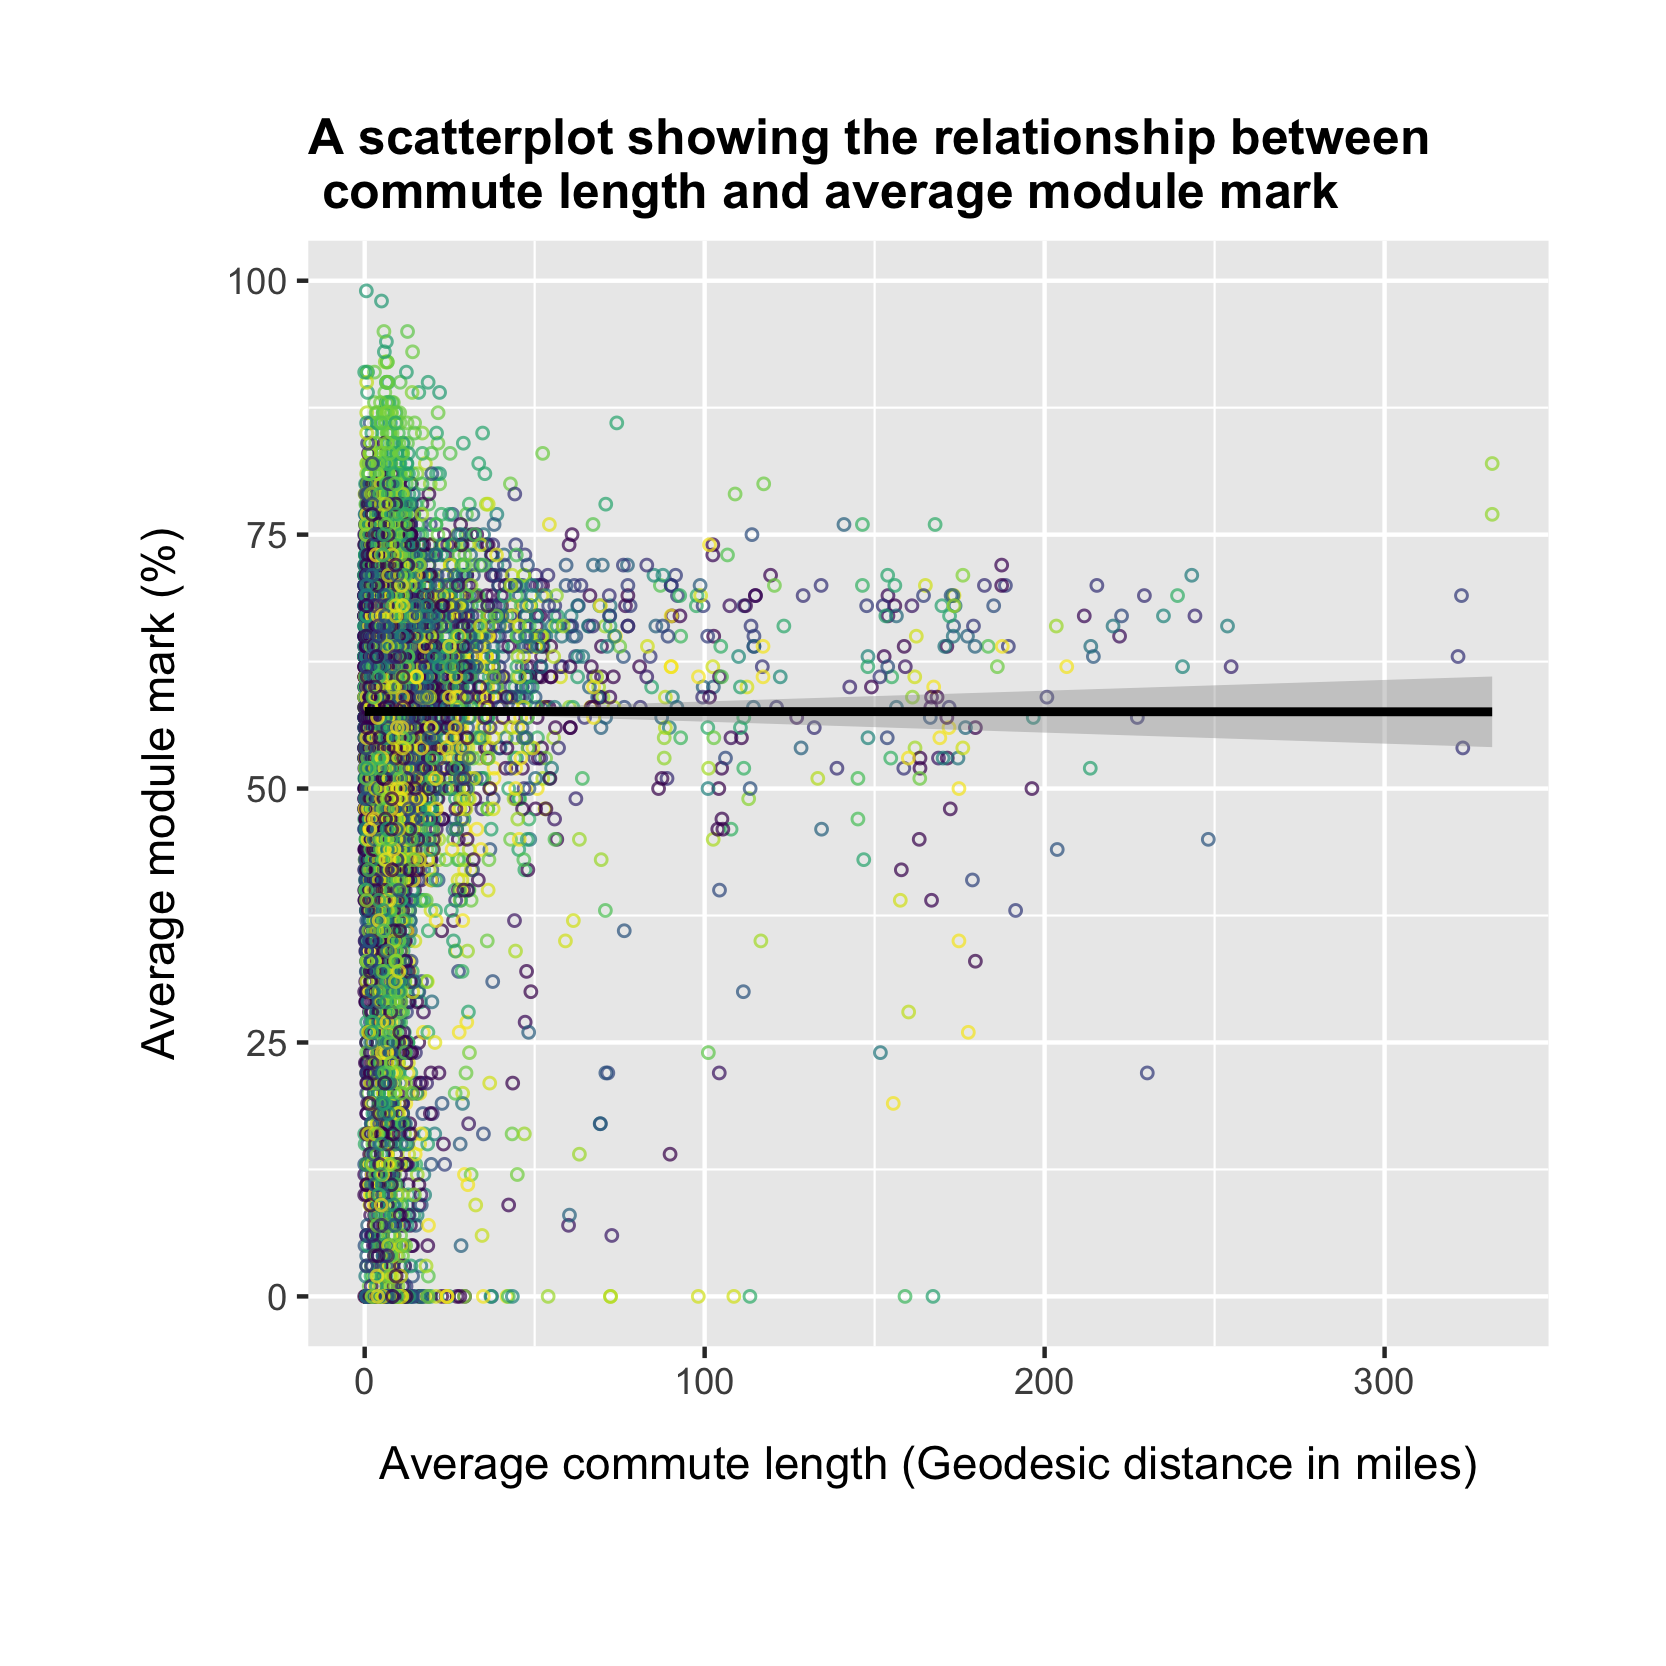 A scatterplot showing the relationship between
commute length and average module mark
100
75
50
25
0
Average module mark (%)
0 100 200 300
Average commute length (Geodesic distance in miles)